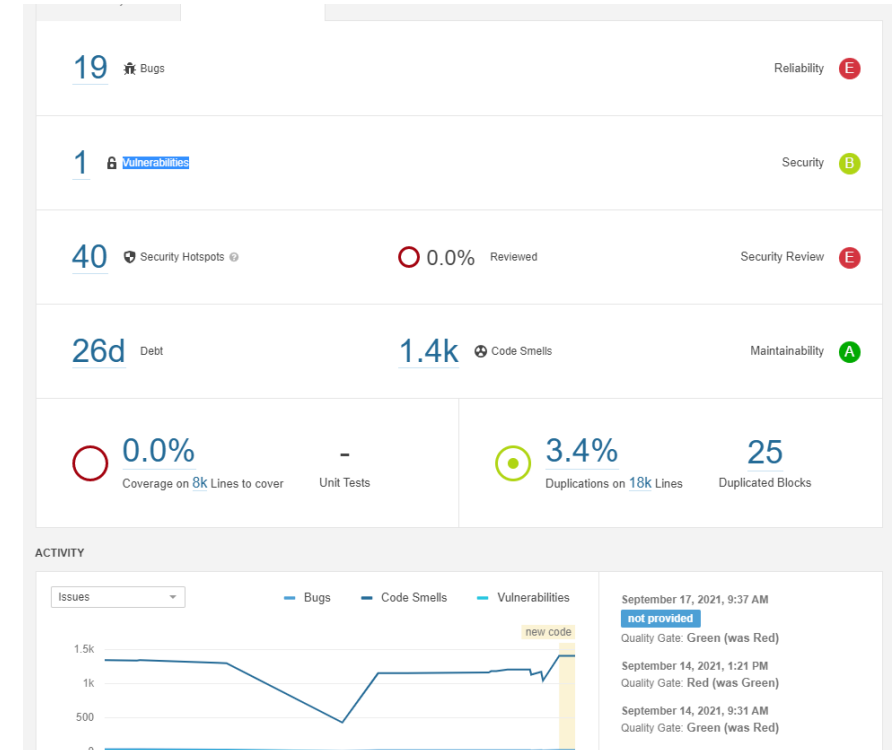 19 Bugs Reliability E
1 Vulnerabilities Security B
40 Security Hotspots ? 0.0% Reviewed Security Review E
26d Debt 1.4k Code Smells Maintainability A
0.0% - 3.4% 25
Coverage on 8k Lines to cover Unit Tests Duplications on 18k Lines Duplicated Blocks
ACTIVITY
Issues Bugs Code Smells Vulnerabilities
new code
1.5k
1k
500
0
September 17, 2021, 9:37 AM
not provided
Quality Gate: Green (was Red)
September 14, 2021, 1:21 PM
Quality Gate: Red (was Green)
September 14, 2021, 9:31 AM
Quality Gate: Green (was Red)